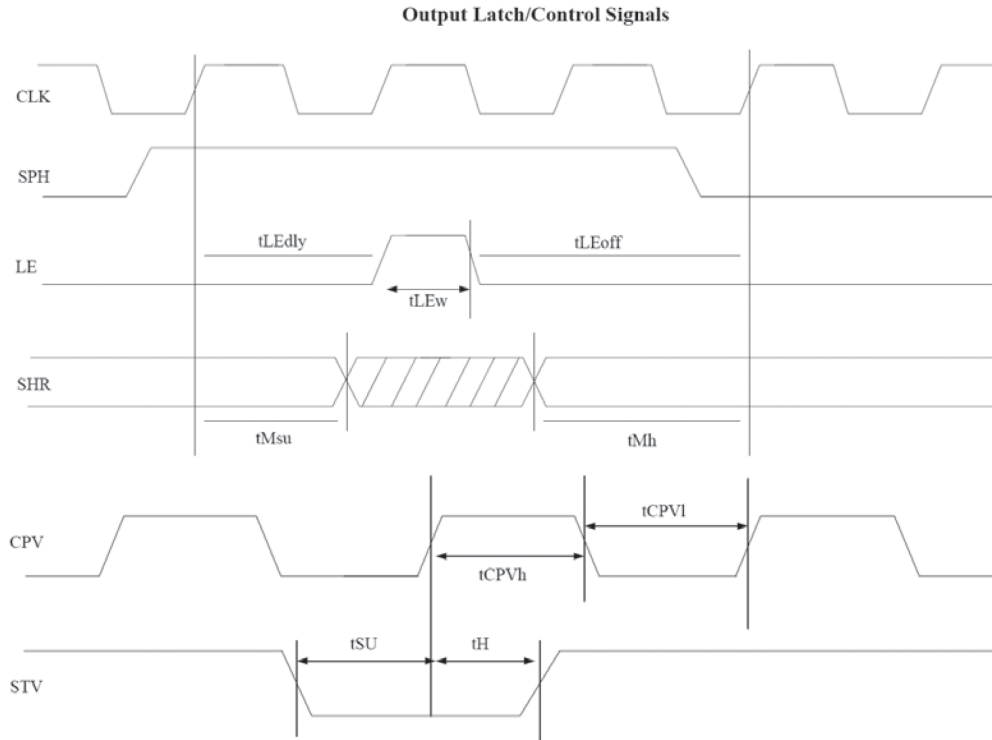 Output Latch/Control Signals
CLK
SPH
tLEdly
tLEoff
LE
tLEw
SHR
tMsu
tMh
tCPVl
CPV
tCPVh
tSU
tH
STV